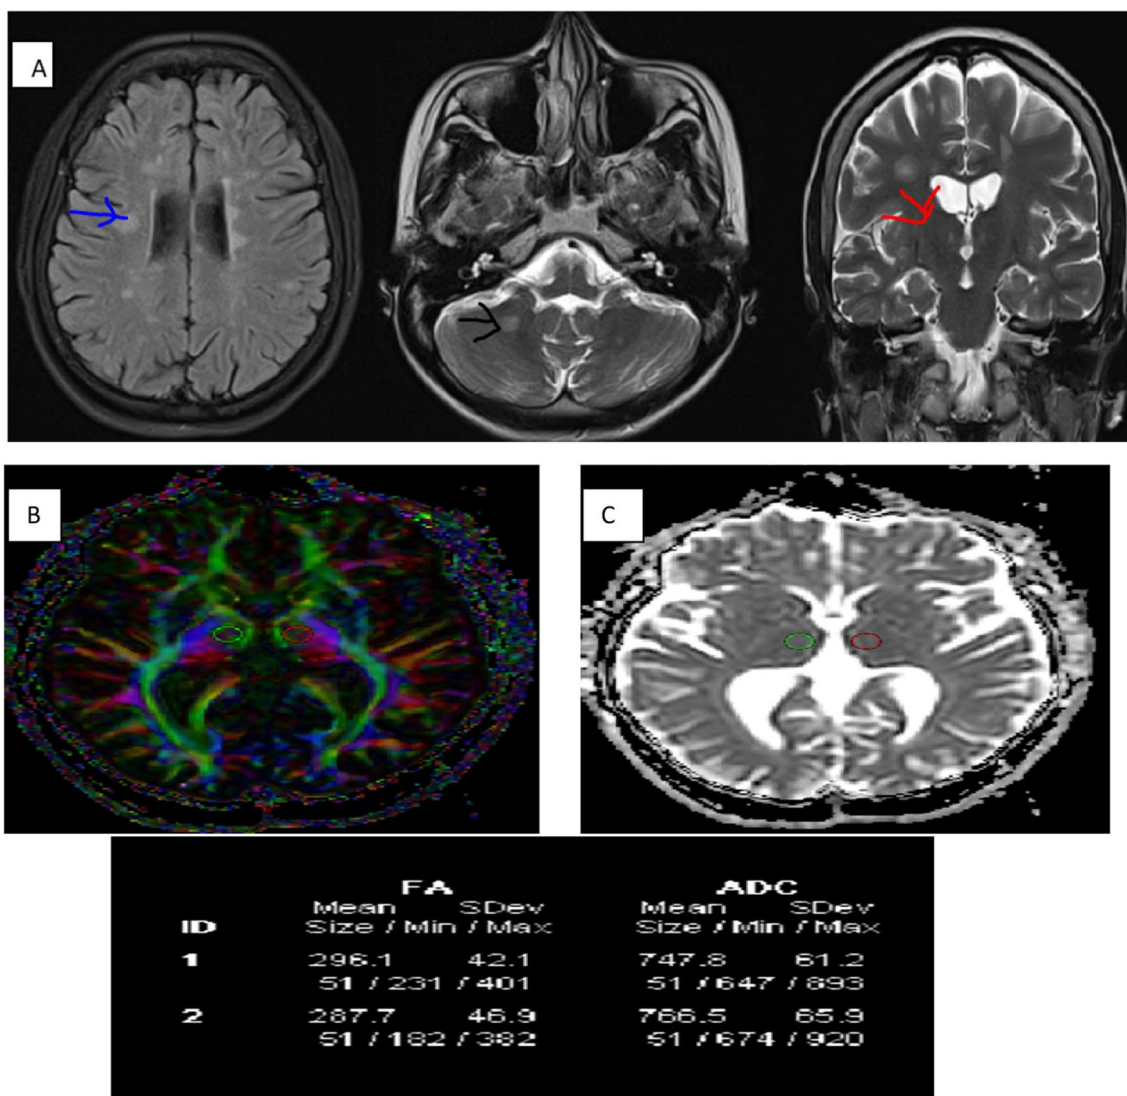 A
B
C
FA ADC
Mean SDev Mean SDev
ID Size / Min / Max Size / Min / Max
1 296.1 42.1 747.8 61.2
51 / 231 / 401 51 / 647 / 893
2 287.7 46.9 766.5 65.9
51 / 182 / 382 51 / 674 / 920